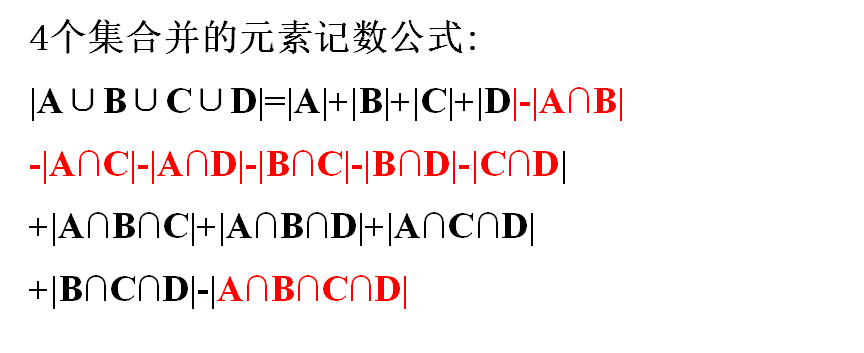 4个集合并的元素记数公式:
|A∪B∪C∪D|=|A|+|B|+|C|+|D|-|A∩B|
-|A∩C|-|A∩D|-|B∩C|-|B∩D|-|C∩D|
+|A∩B∩C|+|A∩B∩D|+|A∩C∩D|
+|B∩C∩D|-|A∩B∩C∩D|